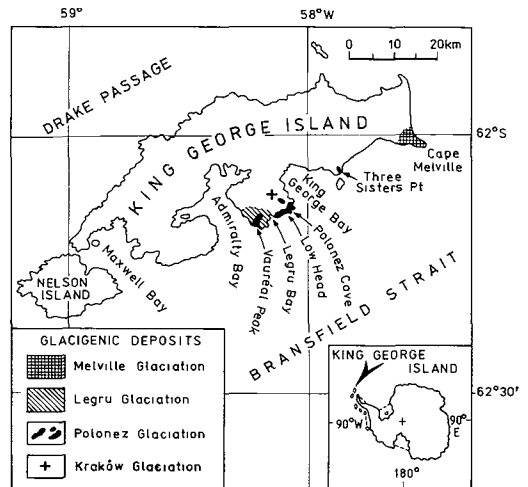 59°
58°W
0 10 20km
DRAKE PASSAGE
62°S
KING GEORGE ISLAND
Cape
Melville
Three
Sisters Pt
King
George Bay
Admiralty Bay
Vauréal Peak
Legru Bay
Low Head
Polonez Cove
Maxwell Bay
NELSON
ISLAND
BRANSFIELD STRAIT
62°30'
GLACIGENIC DEPOSITS
Melville Glaciation
Legru Glaciation
Polonez Glaciation
Kraków Glaciation
KING GEORGE
ISLAND
90°W
90°
E
180°